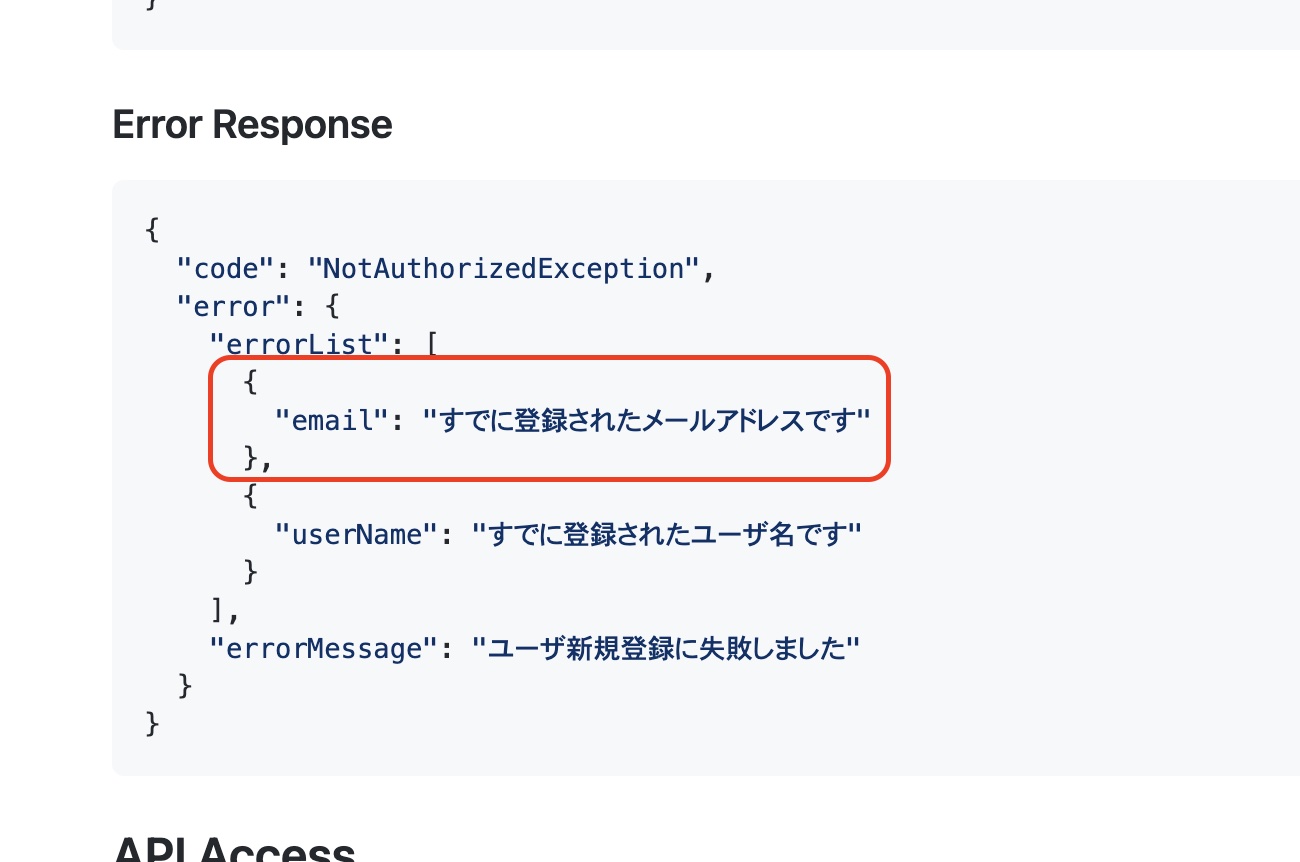 }
Error Response
{
"code": "NotAuthorizedException",
"error": {
"errorList": [
{
"email": "すでに登録されたメールアドレスです"
},
{
"userName": "すでに登録されたユーザ名です"
}
],
"errorMessage": "ユーザ新規登録に失敗しました"
}
}
API Access